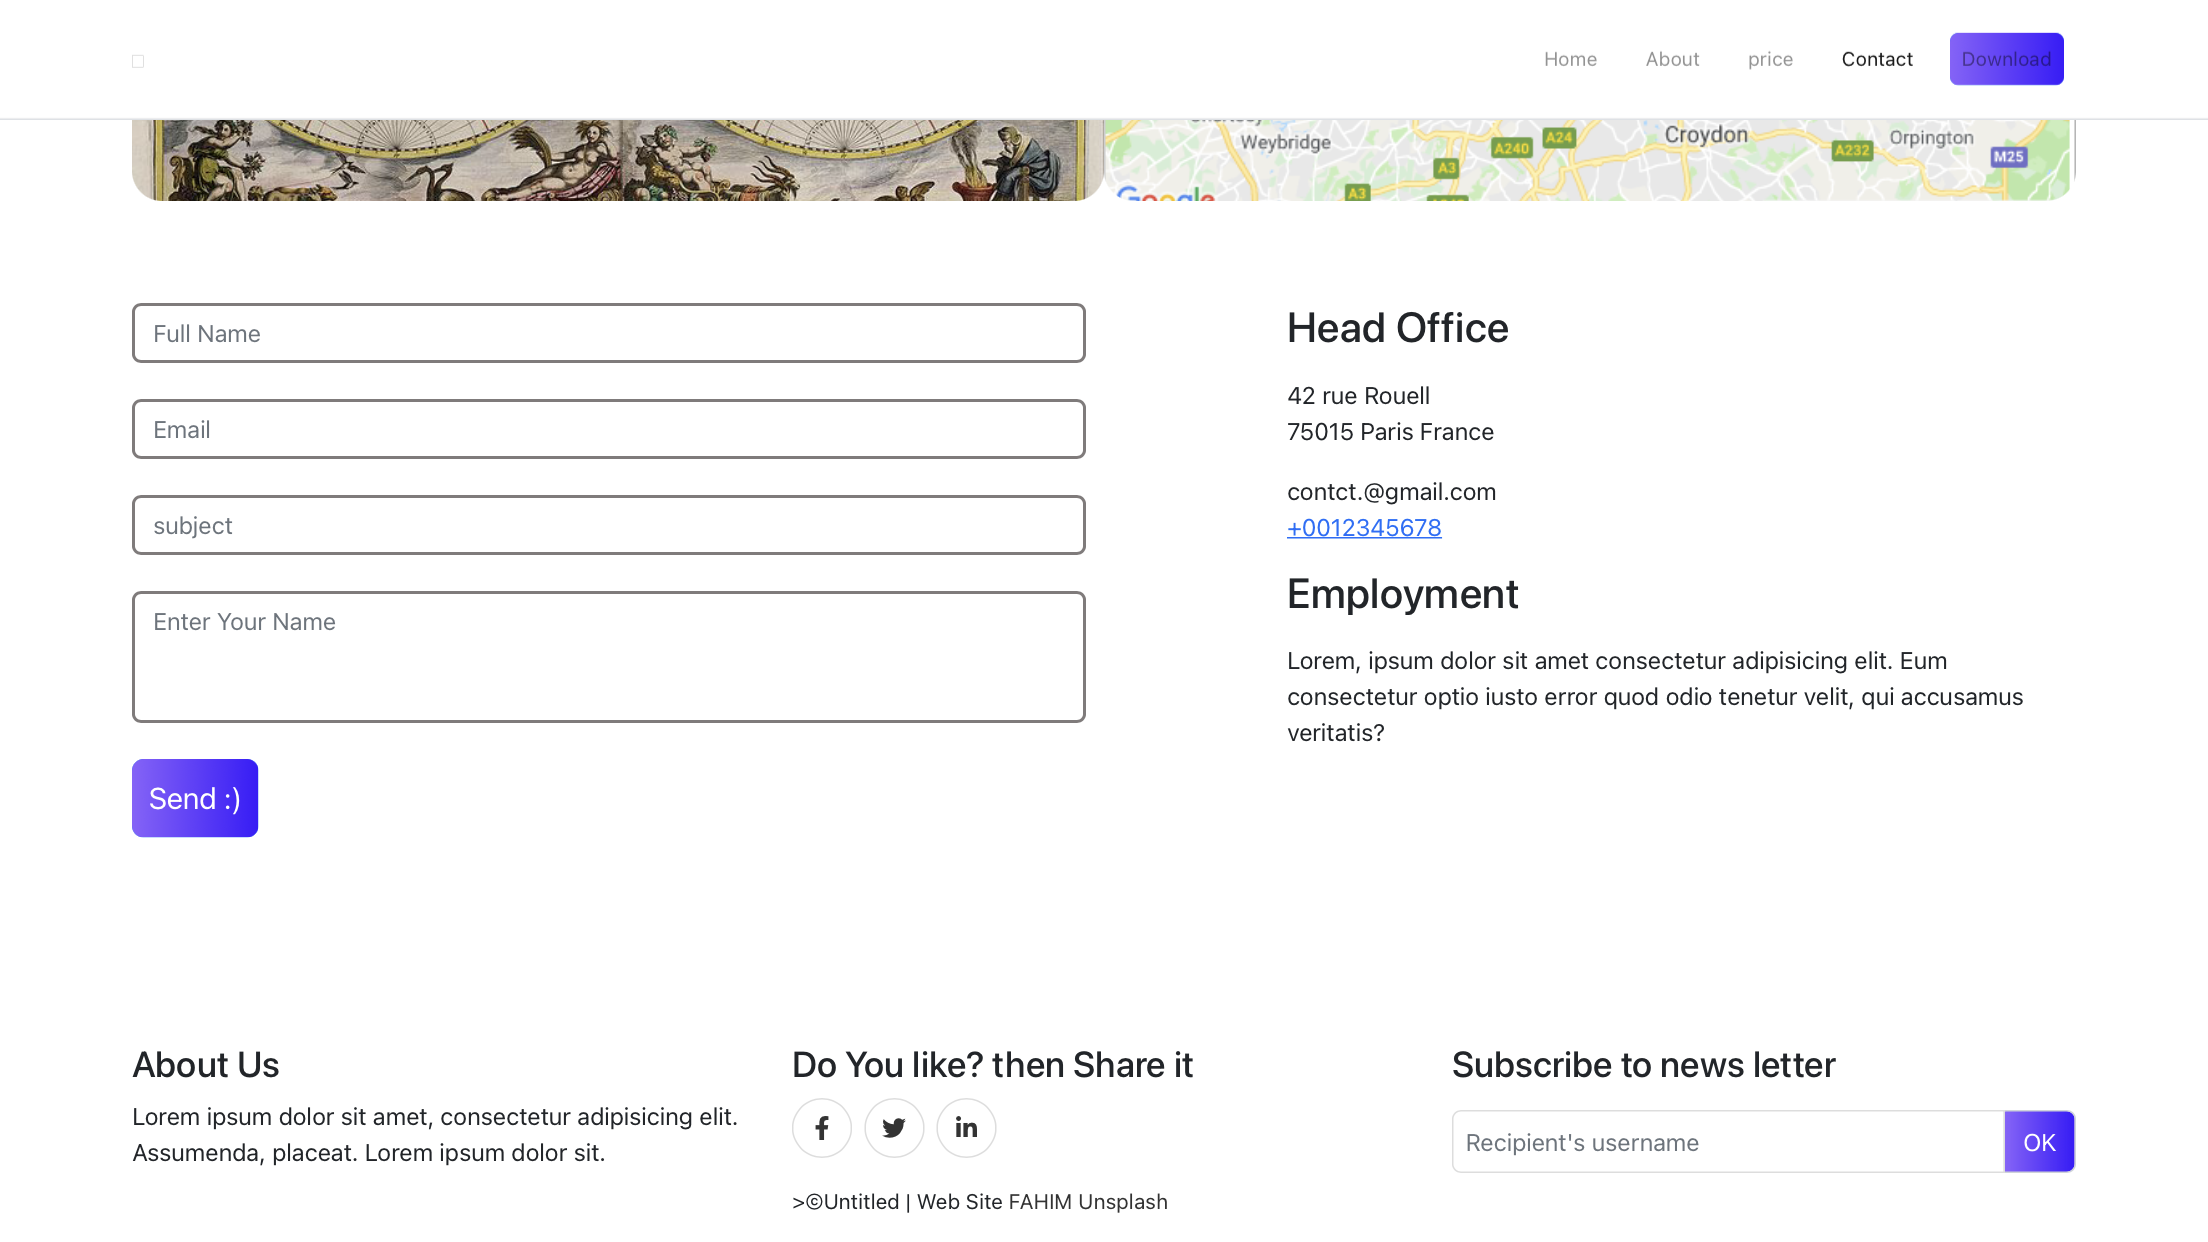 Home About price Contact Download
Weybridge
A240
A24
A3
Croydon
A232
Orpington
M25
A3
Google
Full Name
Email
subject
Enter Your Name
Send :)
Head Office
42 rue Rouell
75015 Paris France
contct.@gmail.com
+0012345678
Employment
Lorem, ipsum dolor sit amet consectetur adipisicing elit. Eum
consectetur optio iusto error quod odio tenetur velit, qui accusamus
veritatis?
About Us
Lorem ipsum dolor sit amet, consectetur adipisicing elit.
Assumenda, placeat. Lorem ipsum dolor sit.
Do You like? then Share it
>©Untitled | Web Site FAHIM Unsplash
Subscribe to news letter
Recipient's username OK